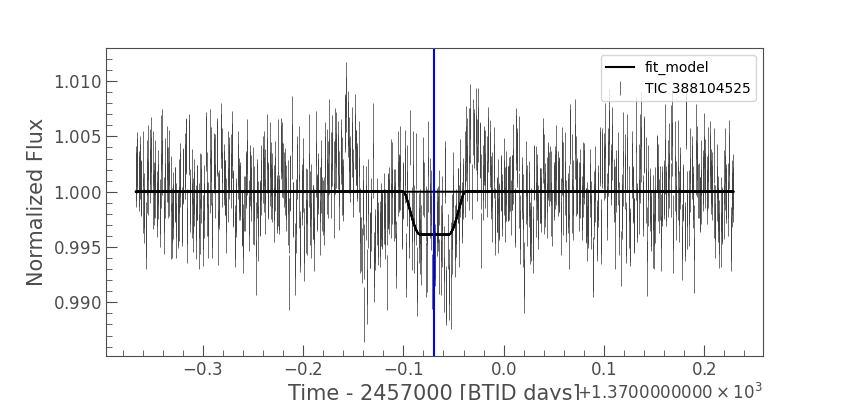 fit_model
TIC 388104525
1.010
1.005
1.000
0.995
0.990
Normalized Flux
−0.3 −0.2 −0.1 0.0 0.1 0.2
Time - 2457000 [BTJD days]
+1.3700000000 × 10³